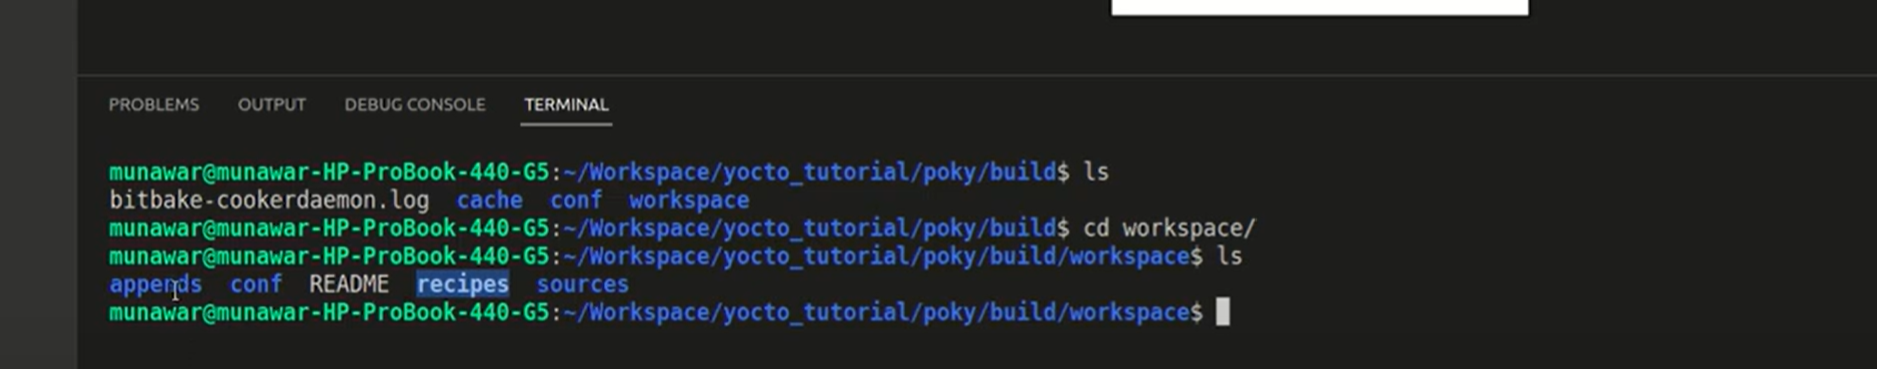 PROBLEMS OUTPUT DEBUG CONSOLE TERMINAL
munawar@munawar-HP-ProBook-440-G5:~/Workspace/yocto_tutorial/poky/build$ ls
bitbake-cookerdaemon.log cache conf workspace
munawar@munawar-HP-ProBook-440-G5:~/Workspace/yocto_tutorial/poky/build$ cd workspace/
munawar@munawar-HP-ProBook-440-G5:~/Workspace/yocto_tutorial/poky/build/workspace$ ls
appends conf README recipes sources
munawar@munawar-HP-ProBook-440-G5:~/Workspace/yocto_tutorial/poky/build/workspace$